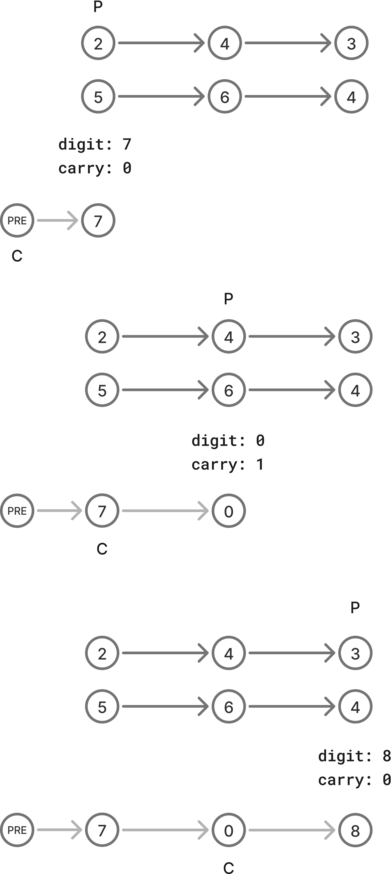 P
2 4 3
5 6 4
digit: 7
carry: 0
PRE 7
C
P
2 4 3
5 6 4
digit: 0
carry: 1
PRE 7 0
C
P
2 4 3
5 6 4
digit: 8
carry: 0
PRE 7 0 8
C